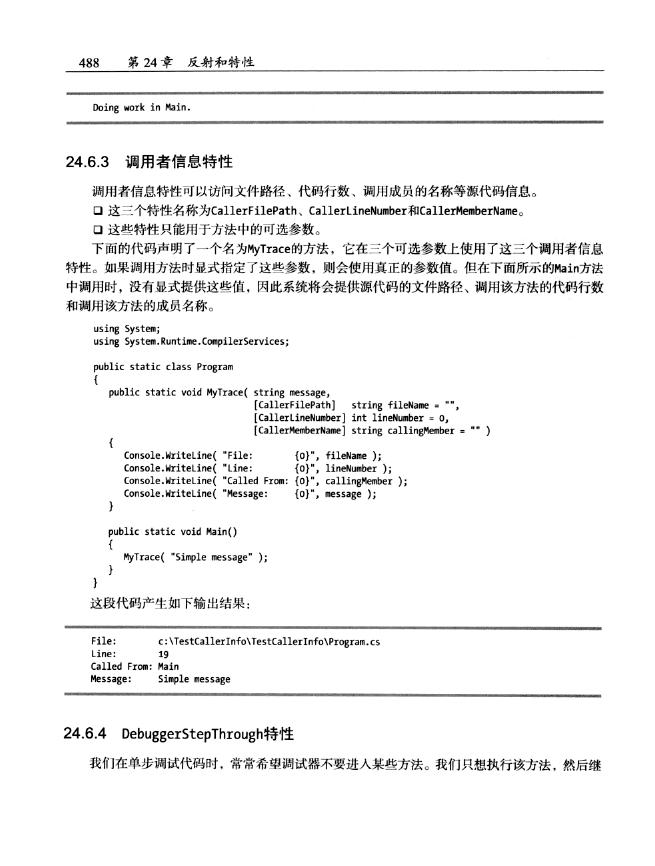 488 第24章 反射和特性
Doing work in Main.
24.6.3 调用者信息特性
调用者信息特性可以访问文件路径、代码行数、调用成员的名称等源代码信息。
❑ 这三个特性名称为CallerFilePath、CallerLineNumber和CallerMemberName。
❑ 这些特性只能用于方法中的可选参数。
下面的代码声明了一个名为MyTrace的方法，它在三个可选参数上使用了这三个调用者信息
特性。如果调用方法时显式指定了这些参数，则会使用真正的参数值。但在下面所示的Main方法
中调用时，没有显式提供这些值，因此系统将会提供源代码的文件路径、调用该方法的代码行数
和调用该方法的成员名称。
using System;
using System.Runtime.CompilerServices;
public static class Program
{
public static void MyTrace( string message,
[CallerFilePath] string fileName = "",
[CallerLineNumber] int lineNumber = 0,
[CallerMemberName] string callingMember = "" )
{
Console.WriteLine( "File: {0}", fileName );
Console.WriteLine( "Line: {0}", lineNumber );
Console.WriteLine( "Called From: {0}", callingMember );
Console.WriteLine( "Message: {0}", message );
}
public static void Main()
{
MyTrace( "Simple message" );
}
}
这段代码产生如下输出结果：
File: c:\TestCallerInfo\TestCallerInfo\Program.cs
Line: 19
Called From: Main
Message: Simple message
24.6.4 DebuggerStepThrough特性
我们在单步调试代码时，常常希望调试器不要进入某些方法。我们只想执行该方法，然后继